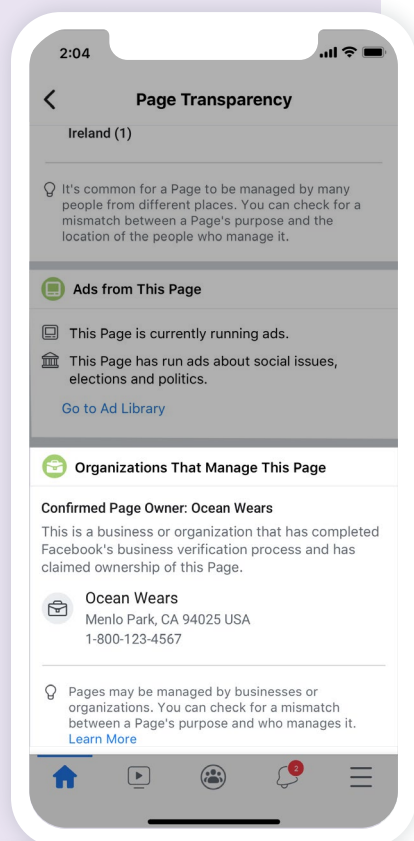 2:04
Page Transparency
Ireland (1)
It's common for a Page to be managed by many
people from different places. You can check for a
mismatch between a Page's purpose and the
location of the people who manage it.
Ads from This Page
This Page is currently running ads.
This Page has run ads about social issues,
elections and politics.
Go to Ad Library
Organizations That Manage This Page
Confirmed Page Owner: Ocean Wears
This is a business or organization that has completed
Facebook's business verification process and has
claimed ownership of this Page.
Ocean Wears
Menlo Park, CA 94025 USA
1-800-123-4567
Pages may be managed by businesses or
organizations. You can check for a mismatch
between a Page's purpose and who manages it.
Learn More
2